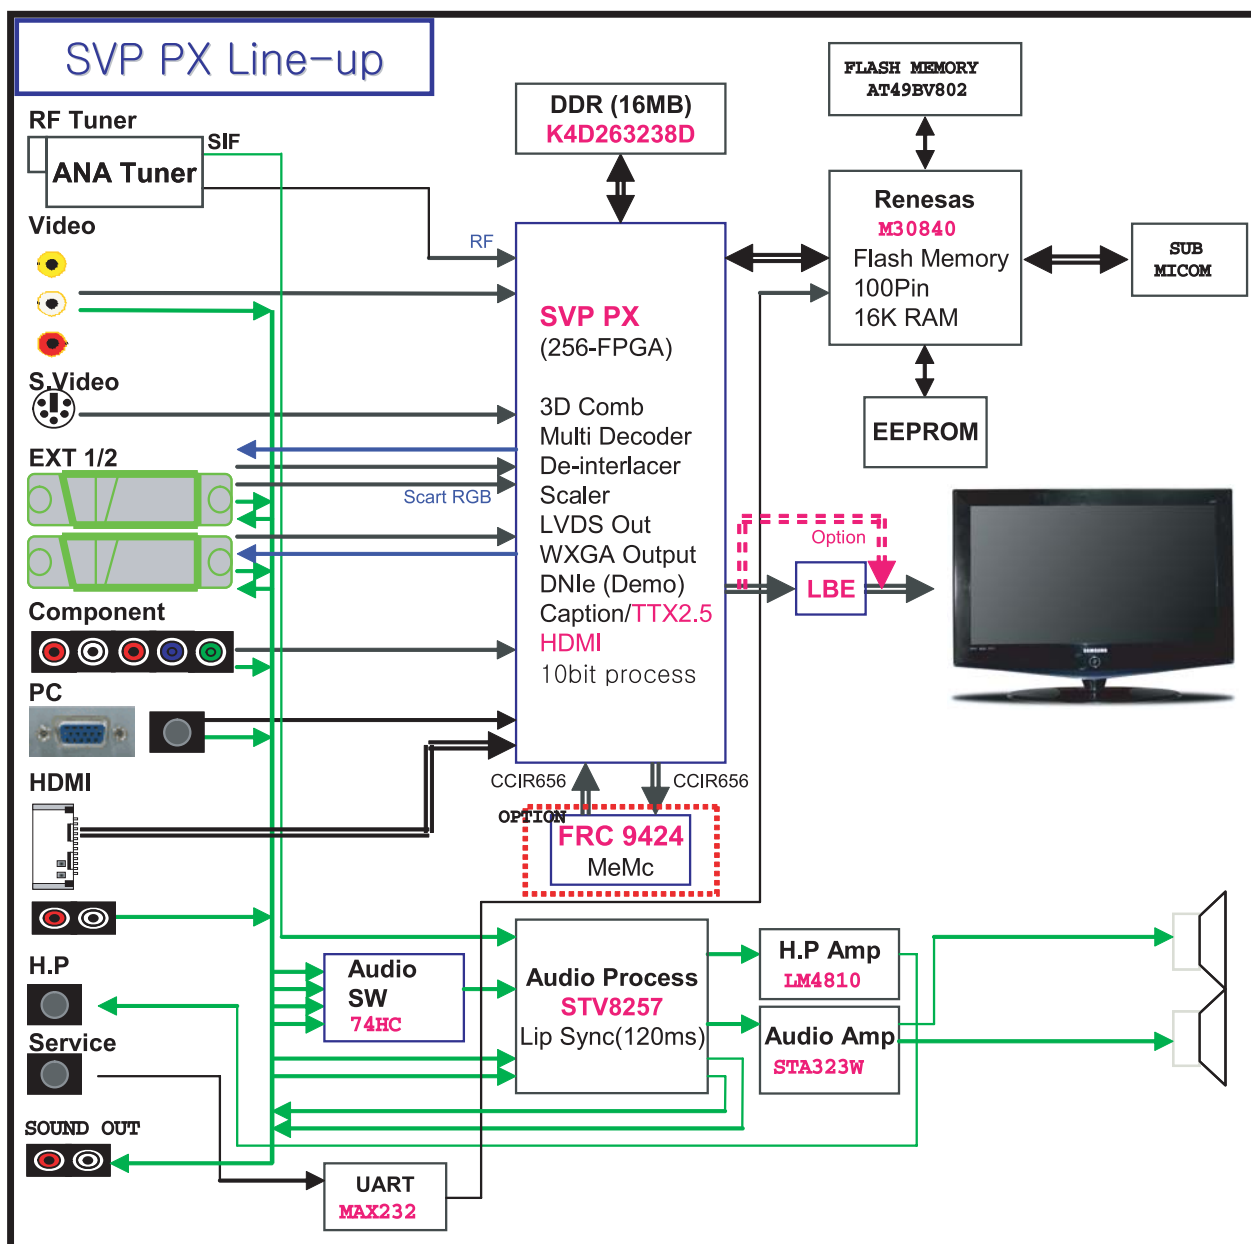 SVP PX Line-up
RF Tuner
SIF
ANA Tuner
Video
S.Video
EXT 1/2
Component
PC
HDMI
H.P
Service
SOUND OUT
RF
Scart RGB
DDR (16MB)
K4D263238D
SVP PX
(256-FPGA)
3D Comb
Multi Decoder
De-interlacer
Scaler
LVDS Out
WXGA Output
DNIe (Demo)
Caption/TTX2.5
HDMI
10bit process
CCIR656
CCIR656
OPTION
FRC 9424
MeMc
FLASH MEMORY
AT49BV802
Renesas
M30840
Flash Memory
100Pin
16K RAM
SUB
MICOM
EEPROM
Option
LBE
SAMSUNG
Audio
SW
74HC
Audio Process
STV8257
Lip Sync(120ms)
H.P Amp
LM4810
Audio Amp
STA323W
UART
MAX232